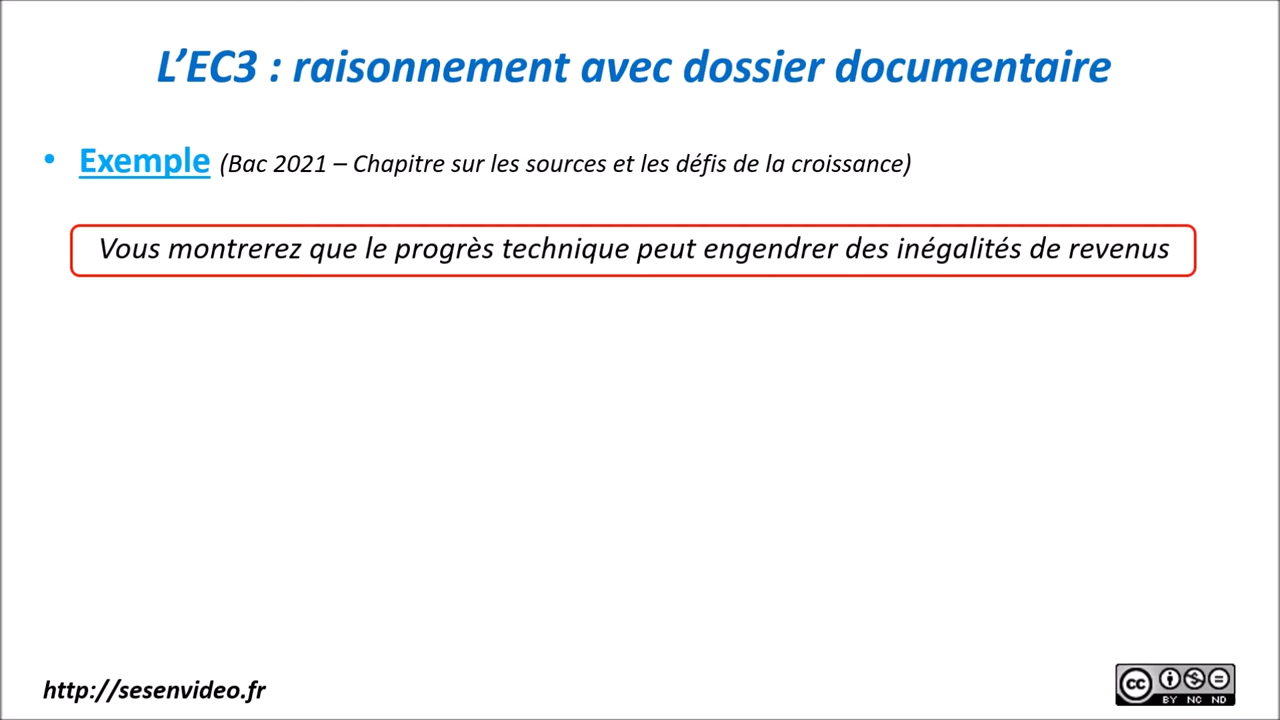 L’EC3 : raisonnement avec dossier documentaire
• Exemple (Bac 2021 – Chapitre sur les sources et les défis de la croissance)
Vous montrerez que le progrès technique peut engendrer des inégalités de revenus
http://sesenvideo.fr
cc
BY NC ND